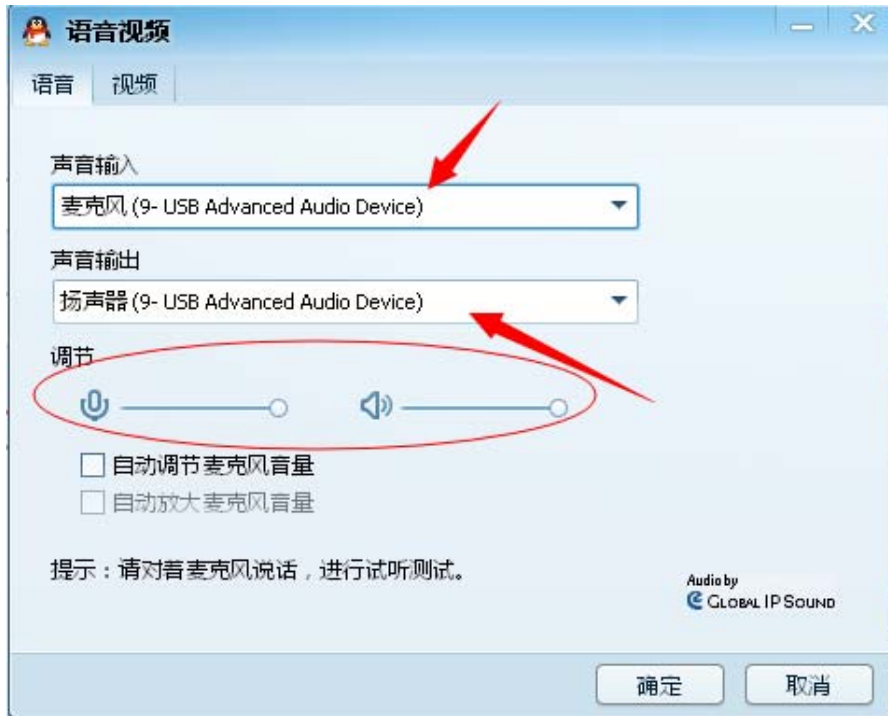 语音视频
语音 视频
声音输入
麦克风 (9- USB Advanced Audio Device)
声音输出
扬声器 (9- USB Advanced Audio Device)
调节
自动调节麦克风音量
自动放大麦克风音量
提示：请对着麦克风说话，进行试听测试。
Audio by
GLOBAL IP SOUND
确定 取消